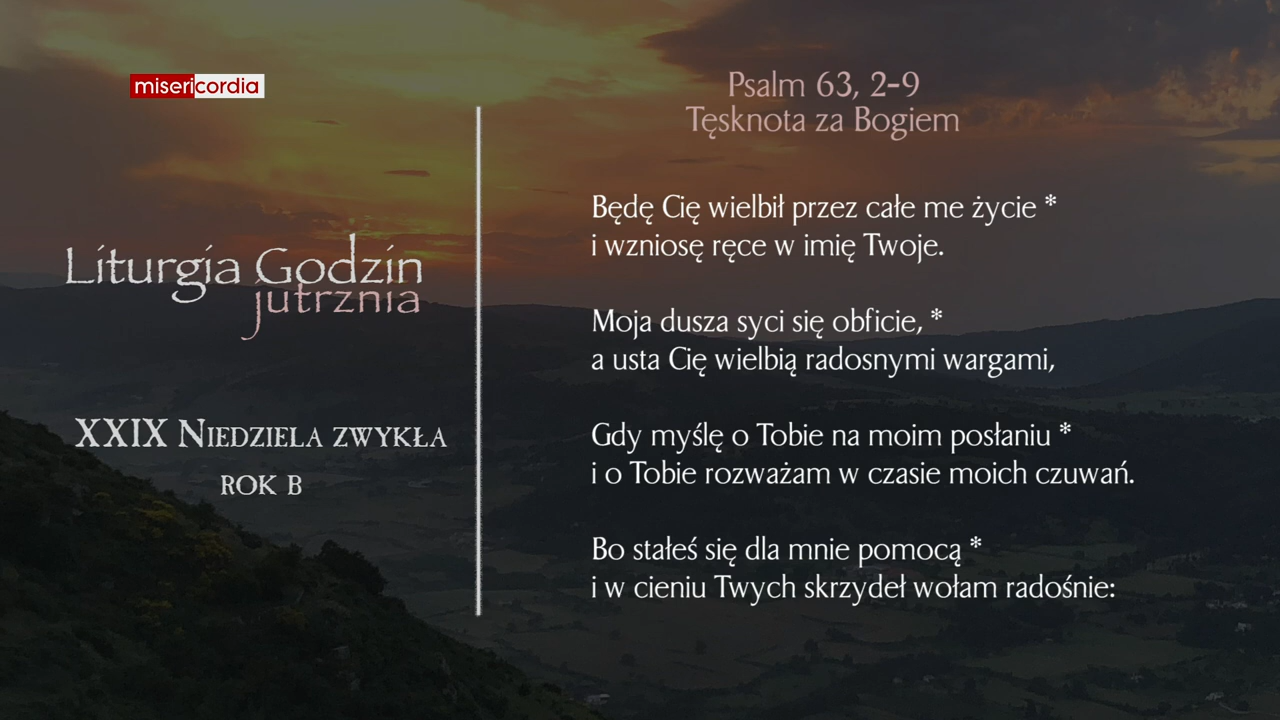 misericordia
Liturgia Godzin
jutrznia
XXIX Niedziela zwykła
rok B
Psalm 63, 2-9
Tęsknota za Bogiem
Będę Cię wielbił przez całe me życie *
i wzniosę ręce w imię Twoje.
Moja dusza syci się obficie, *
a usta Cię wielbią radosnymi wargami,
Gdy myślę o Tobie na moim posłaniu *
i o Tobie rozważam w czasie moich czuwań.
Bo stałeś się dla mnie pomocą *
i w cieniu Twych skrzydeł wołam radośnie: